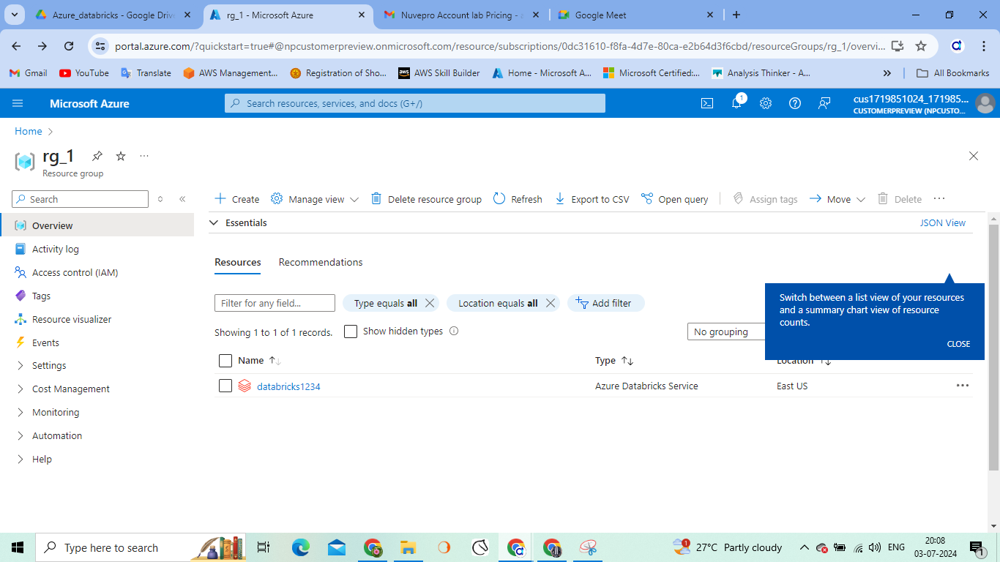 Azure_databricks - Google Driv
rg_1 - Microsoft Azure
Nuvepro Account lab Pricing - a
Google Meet
portal.azure.com/?quickstart=true#@npcustomerpreview.onmicrosoft.com/resource/subscriptions/0dc31610-f8fa-4d7e-80ca-e2b64d3f6cbd/resourceGroups/rg_1/overvi...
Gmail
YouTube
Translate
AWS Management...
Registration of Sho...
AWS Skill Builder
Home - Microsoft A...
Microsoft Certified:...
Analysis Thinker - A...
All Bookmarks
Microsoft Azure
Search resources, services, and docs (G+/)
1
cus1719851024_171985...
CUSTOMERPREVIEW (NPCUSTO...
Home
rg_1
Resource group
Search
Create
Manage view
Delete resource group
Refresh
Export to CSV
Open query
Assign tags
Move
Delete
Overview
Activity log
Access control (IAM)
Tags
Resource visualizer
Events
Settings
Cost Management
Monitoring
Automation
Help
Essentials
JSON View
Resources
Recommendations
Filter for any field...
Type equals all
Location equals all
Add filter
Switch between a list view of your resources
and a summary chart view of resource
counts.
CLOSE
Showing 1 to 1 of 1 records.
Show hidden types
No grouping
Name
Type
Location
databricks1234
Azure Databricks Service
East US
Type here to search
27°C Partly cloudy
ENG
20:08
03-07-2024
1